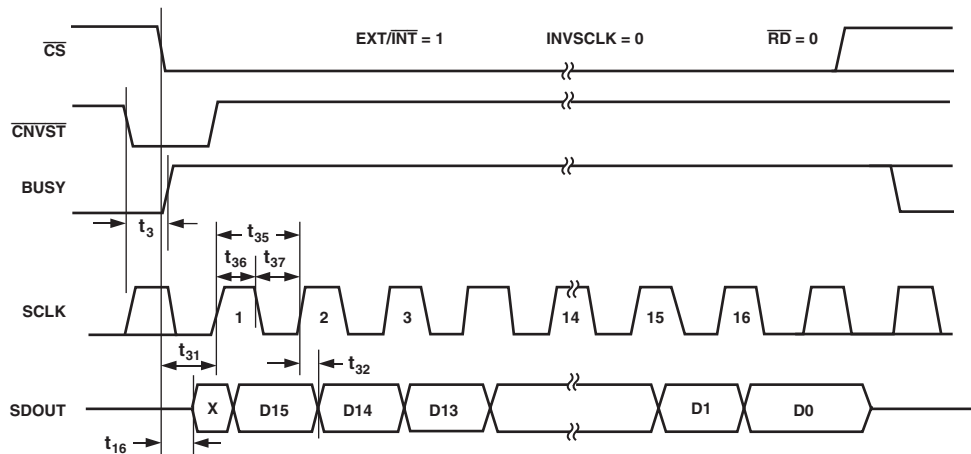 EXT/INT = 1 INVSCLK = 0 RD = 0
CS
CNVST
BUSY
t3
t35
t36 t37
SCLK
1 2 3 14 15 16
t31
t32
SDOUT
X D15 D14 D13 D1 D0
t16